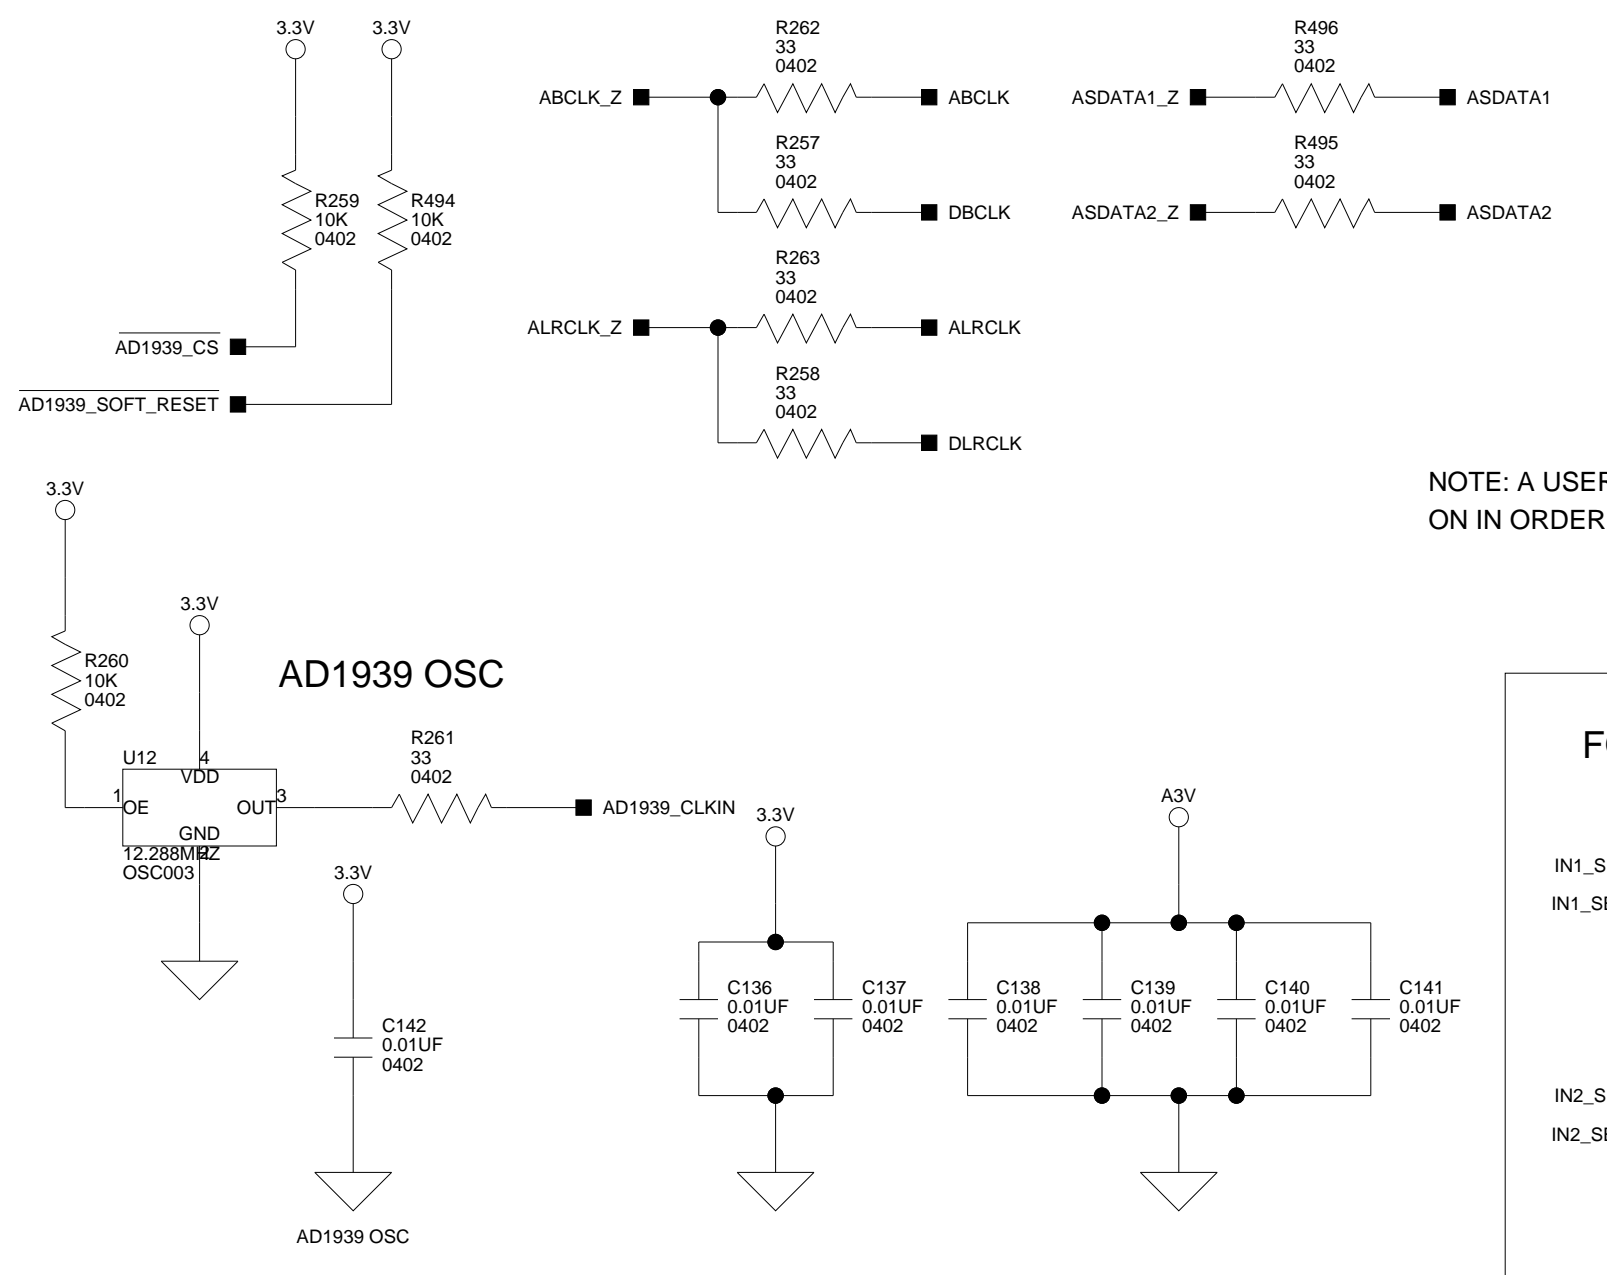 3.3V
3.3V
R259
10K
0402
R494
10K
0402
AD1939_CS
AD1939_SOFT_RESET
R262
33
0402
ABCLK_Z
ABCLK
R257
33
0402
DBCLK
R263
33
0402
ALRCLK_Z
ALRCLK
R258
33
0402
DLRCLK
R496
33
0402
ASDATA1_Z
ASDATA1
R495
33
0402
ASDATA2_Z
ASDATA2
NOTE: A USER
ON IN ORDER
3.3V
R260
10K
0402
3.3V
AD1939 OSC
U12
4
VDD
1
OE
OUT
3
GND
2
12.288MHZ
OSC003
R261
33
0402
AD1939_CLKIN
3.3V
C142
0.01UF
0402
AD1939 OSC
3.3V
C136
0.01UF
0402
C137
0.01UF
0402
A3V
C138
0.01UF
0402
C139
0.01UF
0402
C140
0.01UF
0402
C141
0.01UF
0402
IN1_S
IN2_S